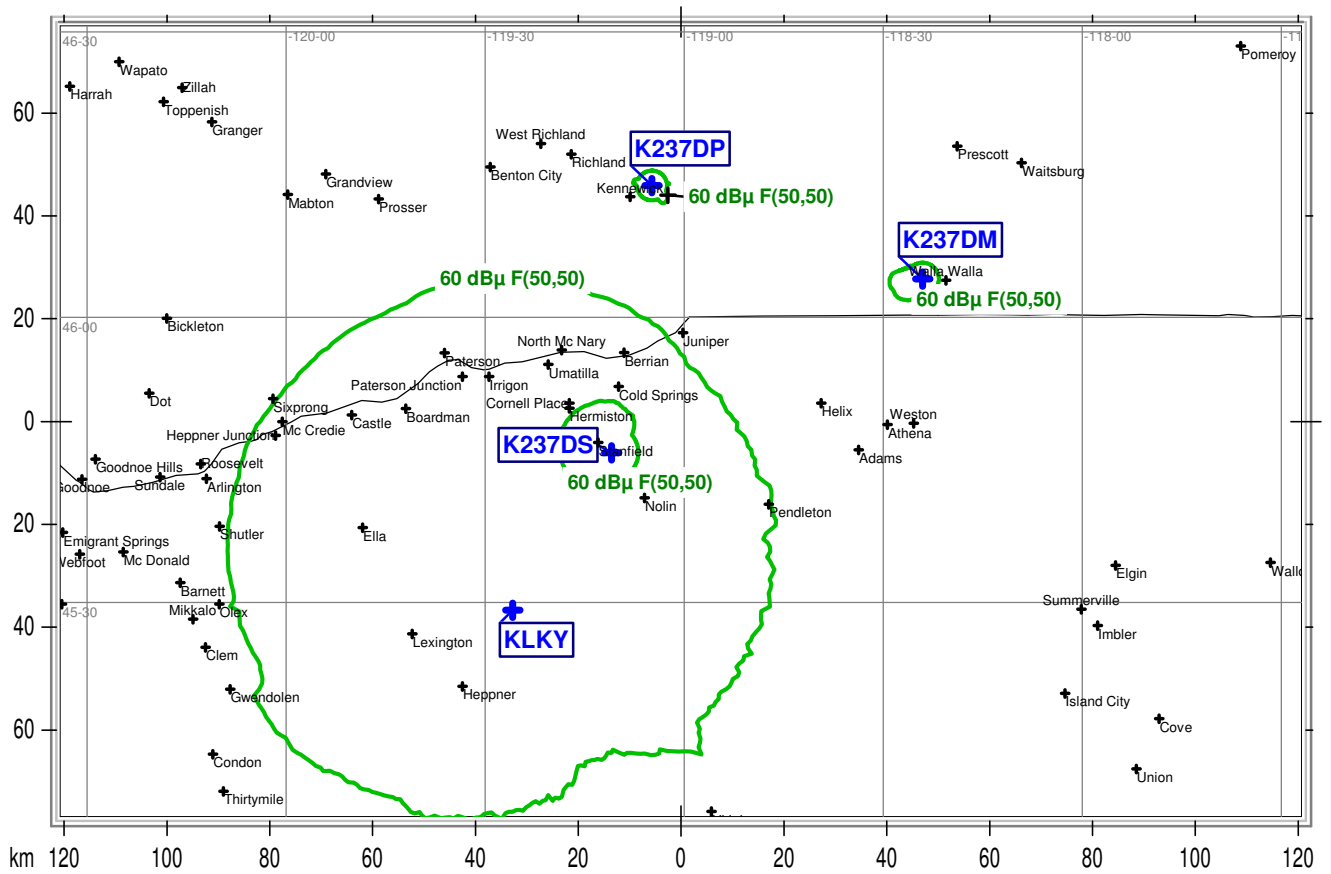 46-30
-120-00
-119-30
-119-00
-118-30
-118-00
-11
Pomeroy
Wapato
Harrah
Zillah
Toppenish
Granger
60
West Richland
Richland
K237DP
Prescott
Waitsburg
Benton City
Grandview
Kennewick
Mabton
Prosser
60 dBµ F(50,50)
40
K237DM
Walla Walla
60 dBµ F(50,50)
60 dBµ F(50,50)
20
46-00
Bickleton
North Mc Nary
Juniper
Paterson
Berrian
Umatilla
Paterson Junction
Irrigon
Cold Springs
Dot
Sixprong
Cornell Place
Helix
Boardman
Hermiston
Weston
0
Castle
Mc Credie
Athena
Heppner Junction
K237DS
Stanfield
Adams
Goodnoe Hills
Roosevelt
Goodnoe
Sundale
Arlington
60 dBµ F(50,50)
Nolin
Pendleton
20
Shutler
Ella
Emigrant Springs
Webfoot
Mc Donald
Elgin
Wallo
Barnett
Summerville
45-30
Mikkalo
Olex
40
KLKY
Lexington
Imbler
Clem
Heppner
Gwendolen
Island City
60
Cove
Condon
Union
Thirtymile
km
120
100
80
60
40
20
0
20
40
60
80
100
120